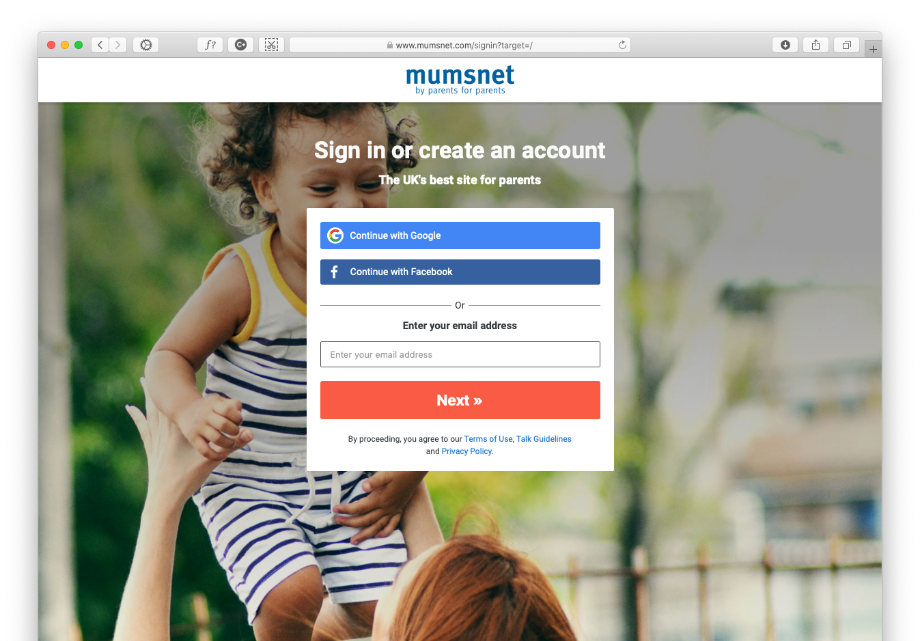 ƒ?
www.mumsnet.com/signin?target=/
mumsnet
by parents for parents
Sign in or create an account
The UK's best site for parents
Continue with Google
Continue with Facebook
Or
Enter your email address
Enter your email address
Next »
By proceeding, you agree to our Terms of Use, Talk Guidelines
and Privacy Policy.